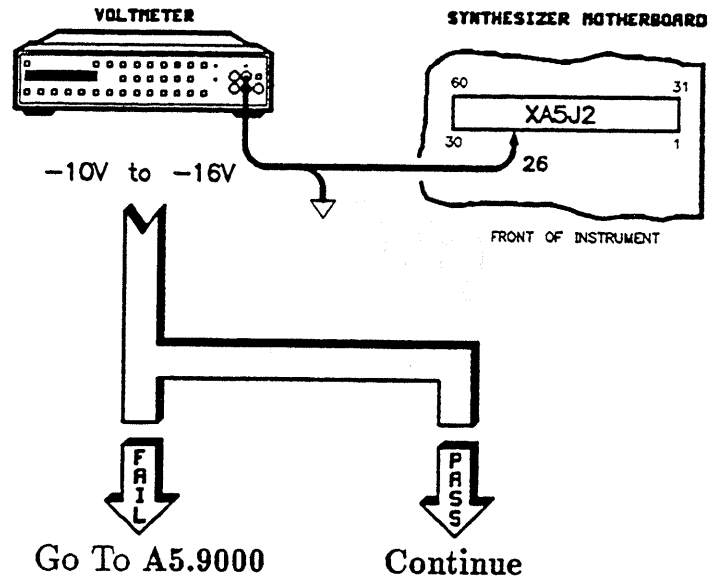 VOLTMETER
SYNTHESIZER MOTHERBOARD
60
31
XA5J2
30
1
26
-10V to -16V
FRONT OF INSTRUMENT
FAIL
PASS
Go To A5.9000
Continue